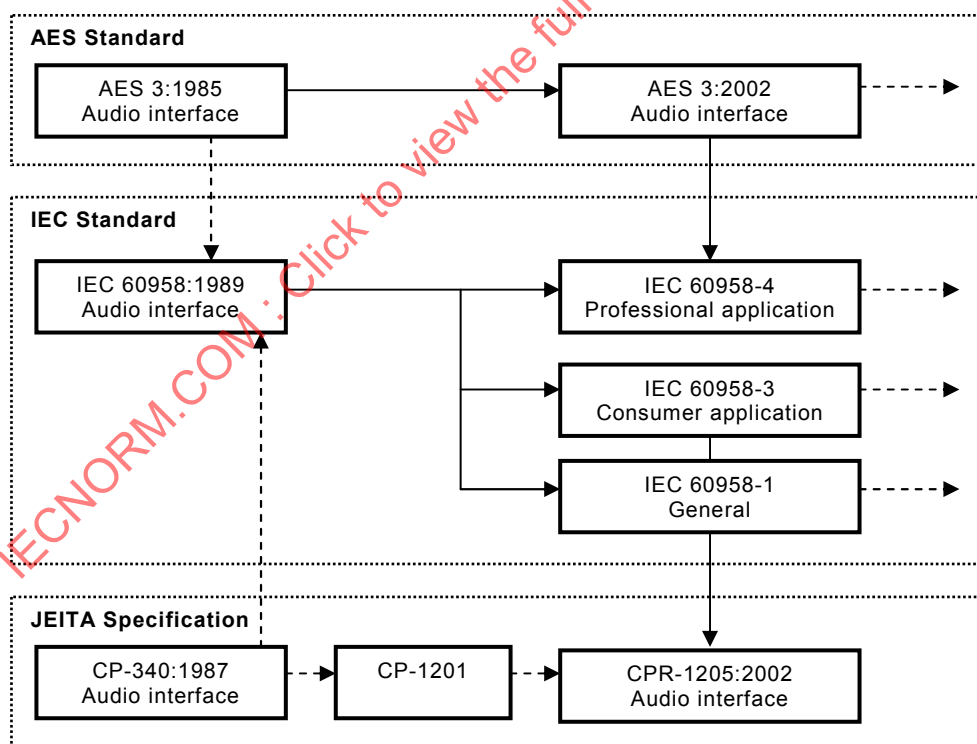 AES Standard
AES 3:1985
Audio interface
AES 3:2002
Audio interface
IEC Standard
IEC 60958:1989
Audio interface
IEC 60958-4
Professional application
IEC 60958-3
Consumer application
IEC 60958-1
General
JEITA Specification
CP-340:1987
Audio interface
CP-1201
CPR-1205:2002
Audio interface
IECNORM.COM : Click to view the full